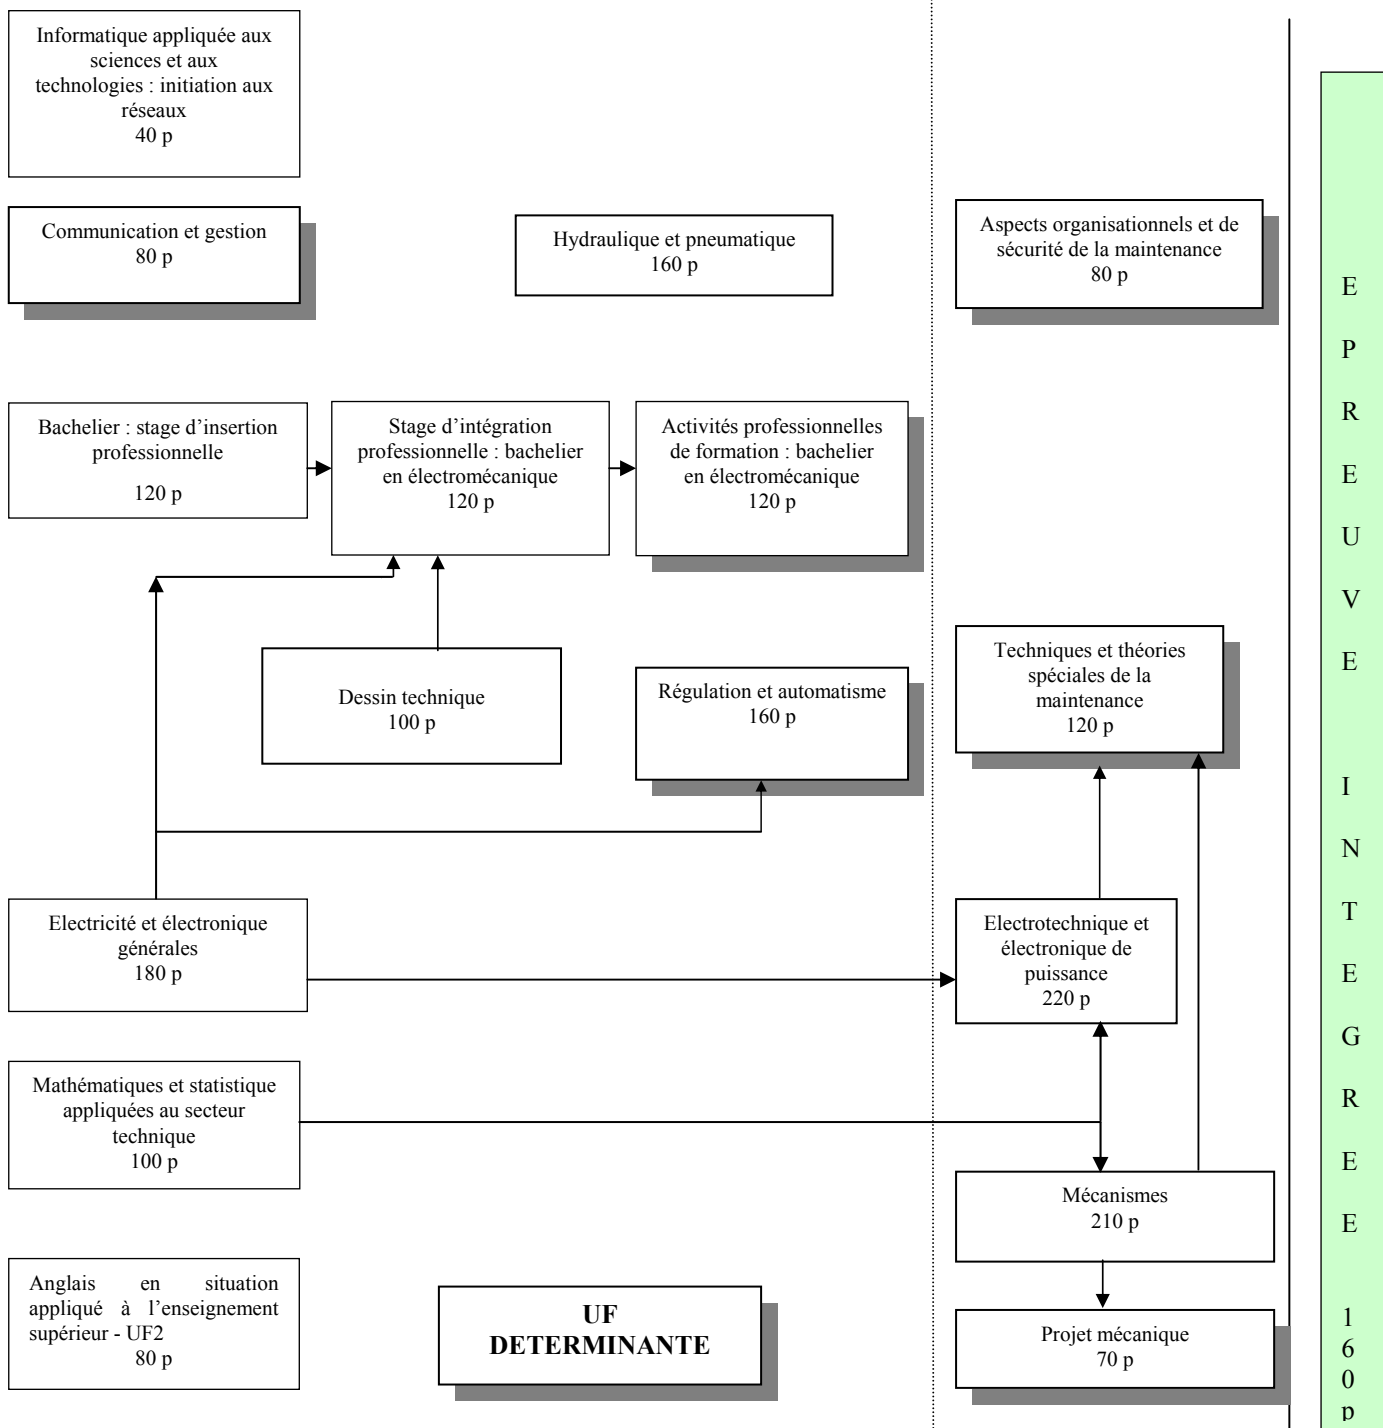 Informatique appliquée aux
sciences et aux
technologies : initiation aux
réseaux
40 p
Communication et gestion
80 p
Hydraulique et pneumatique
160 p
Aspects organisationnels et de
sécurité de la maintenance
80 p
Bachelier : stage d’insertion
professionnelle
120 p
Stage d’intégration
professionnelle : bachelier
en électromécanique
120 p
Activités professionnelles
de formation : bachelier
en électromécanique
120 p
Dessin technique
100 p
Régulation et automatisme
160 p
Techniques et théories
spéciales de la
maintenance
120 p
Electricité et électronique
générales
180 p
Electrotechnique et
électronique de
puissance
220 p
Mathématiques et statistique
appliquées au secteur
technique
100 p
Mécanismes
210 p
Anglais en situation
appliqué à l’enseignement
supérieur - UF2
80 p
UF
DETERMINANTE
Projet mécanique
70 p
E
P
R
E
U
V
E
I
N
T
E
G
R
E
E
1
6
0
p